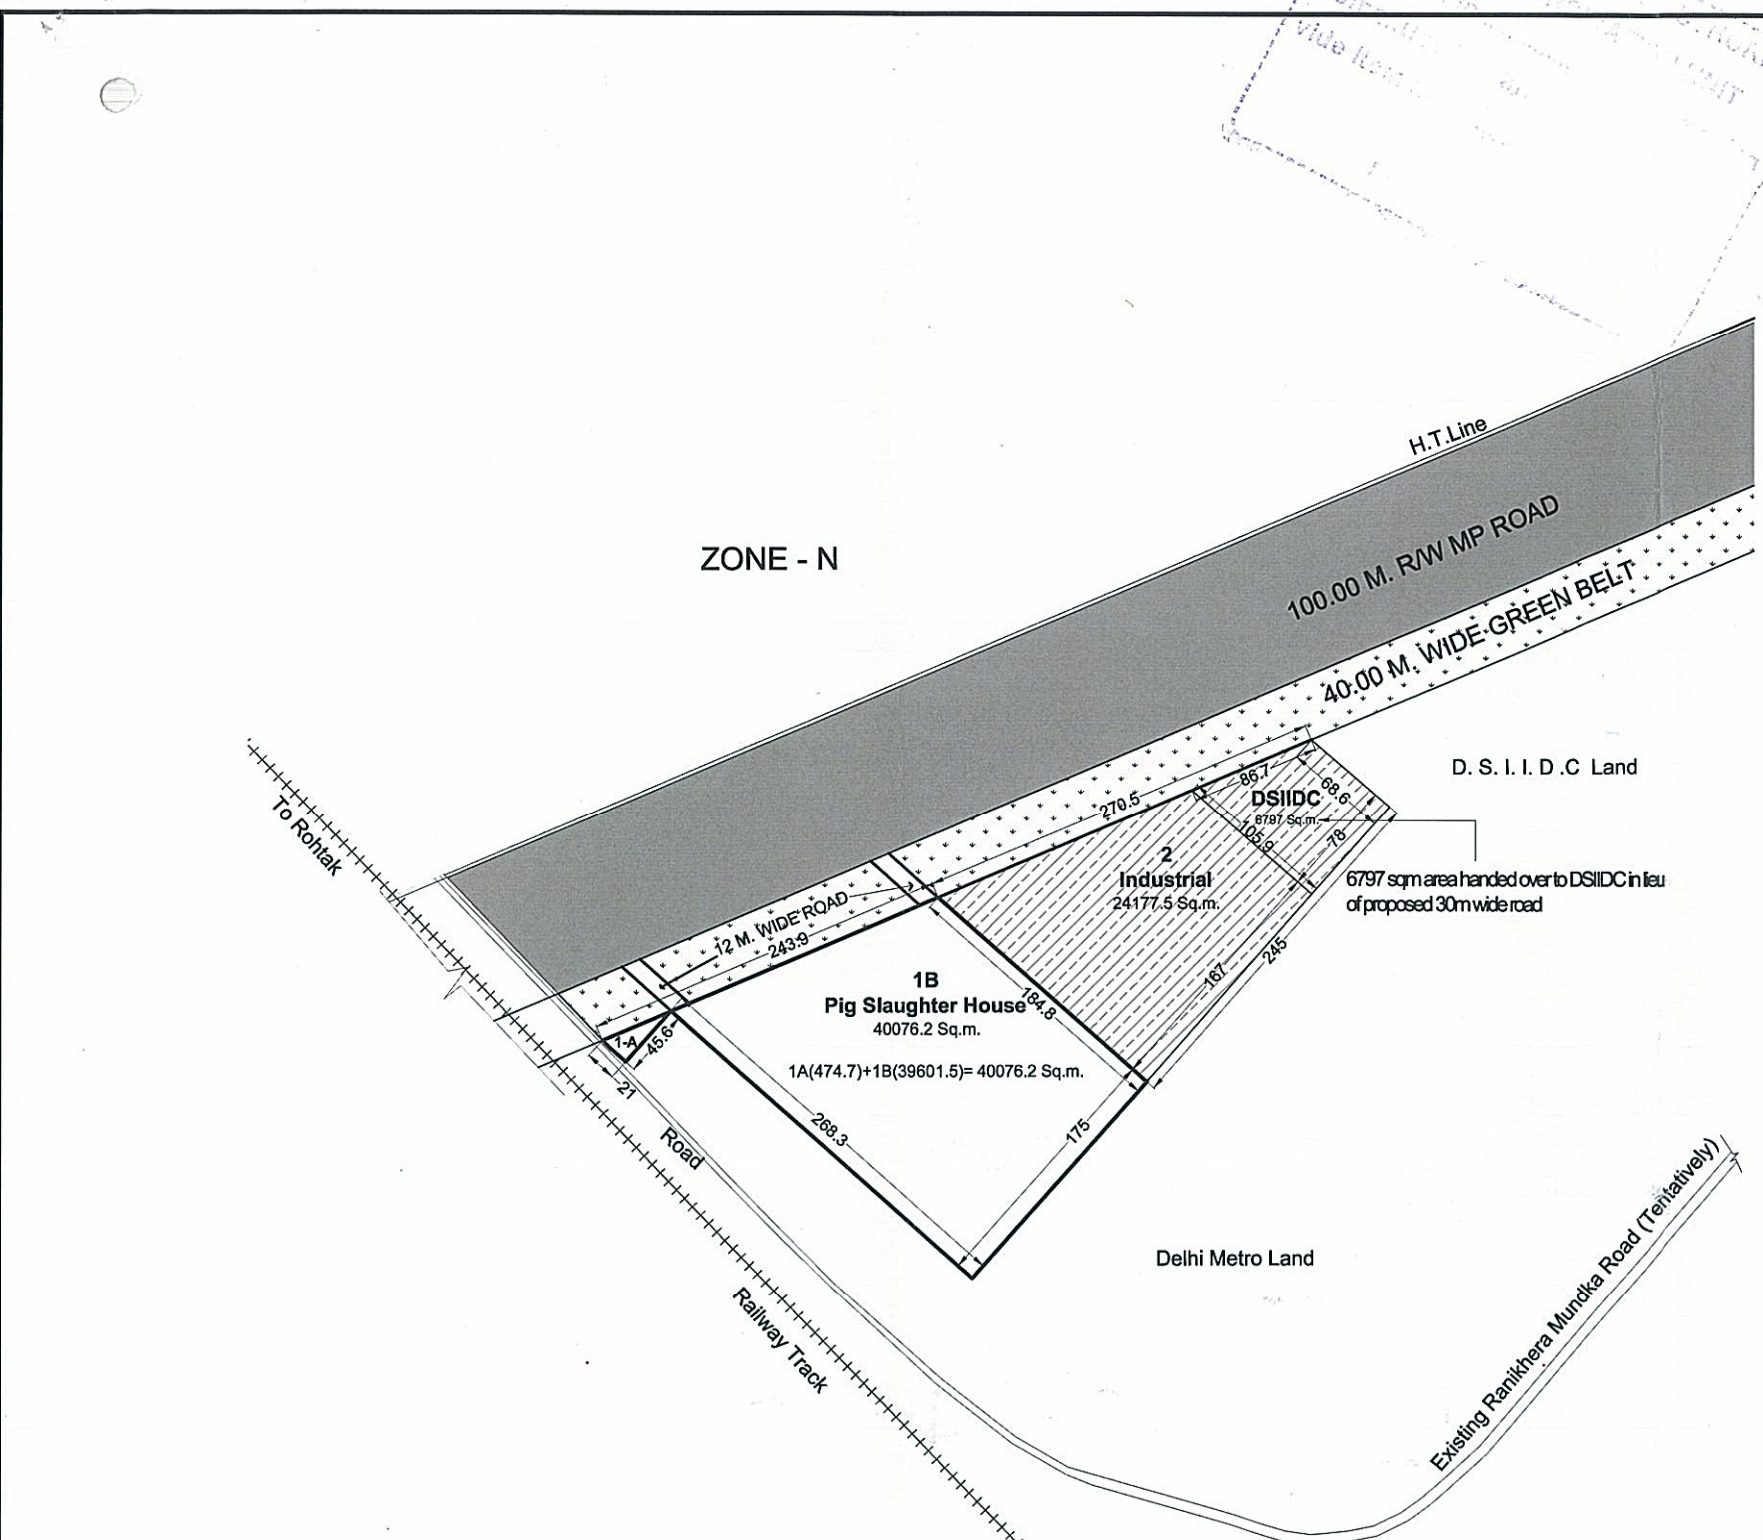 vide Item
H.T.Line
100.00 M. R/W MP ROAD
ZONE - N
40.00 M. WIDE GREEN BELT
D. S. I. I. D .C Land
To Rohtak
86.7
68.6
270.5
DSIIDC
6797 Sq.m.
105.9
78
2
Industrial
24177.5 Sq.m.
6797 sqm area handed over to DSIIDC in lieu
of proposed 30m wide road
12 M. WIDE ROAD
243.9
245
167
1B
Pig Slaughter House
40076.2 Sq.m.
184.8
1-A
45.6
21
1A(474.7)+1B(39601.5)= 40076.2 Sq.m.
268.3
175
Road
Delhi Metro Land
Existing Ranikhera Mundka Road (Tentatively)
Railway Track